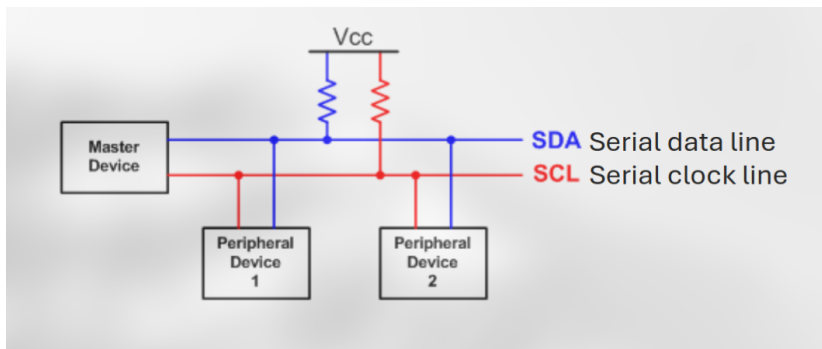 Vcc
Master
Device
SDA Serial data line
SCL Serial clock line
Peripheral
Device
1
Peripheral
Device
2